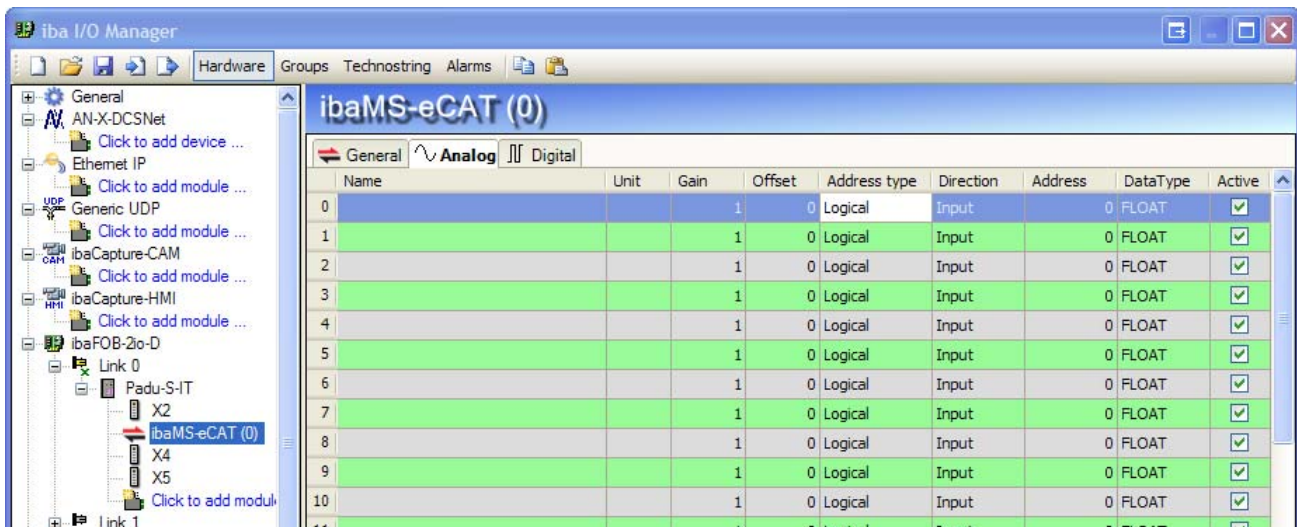 iba I/O Manager
Hardware Groups Technostring Alarms
General
AN-X-DCSNet
Click to add device ...
Ethernet IP
Click to add module ...
UDP Generic UDP
Click to add module ...
CAM ibaCapture-CAM
Click to add module ...
HMI ibaCapture-HMI
Click to add module ...
ibaFOB-2io-D
Link 0
Padu-S-IT
X2
ibaMS-eCAT (0)
X4
X5
Click to add modul
Link 1
ibaMS-eCAT (0)
General Analog Digital
Name Unit Gain Offset Address type Direction Address DataType Active
0 1 0 Logical Input 0 FLOAT
1 1 0 Logical Input 0 FLOAT
2 1 0 Logical Input 0 FLOAT
3 1 0 Logical Input 0 FLOAT
4 1 0 Logical Input 0 FLOAT
5 1 0 Logical Input 0 FLOAT
6 1 0 Logical Input 0 FLOAT
7 1 0 Logical Input 0 FLOAT
8 1 0 Logical Input 0 FLOAT
9 1 0 Logical Input 0 FLOAT
10 1 0 Logical Input 0 FLOAT